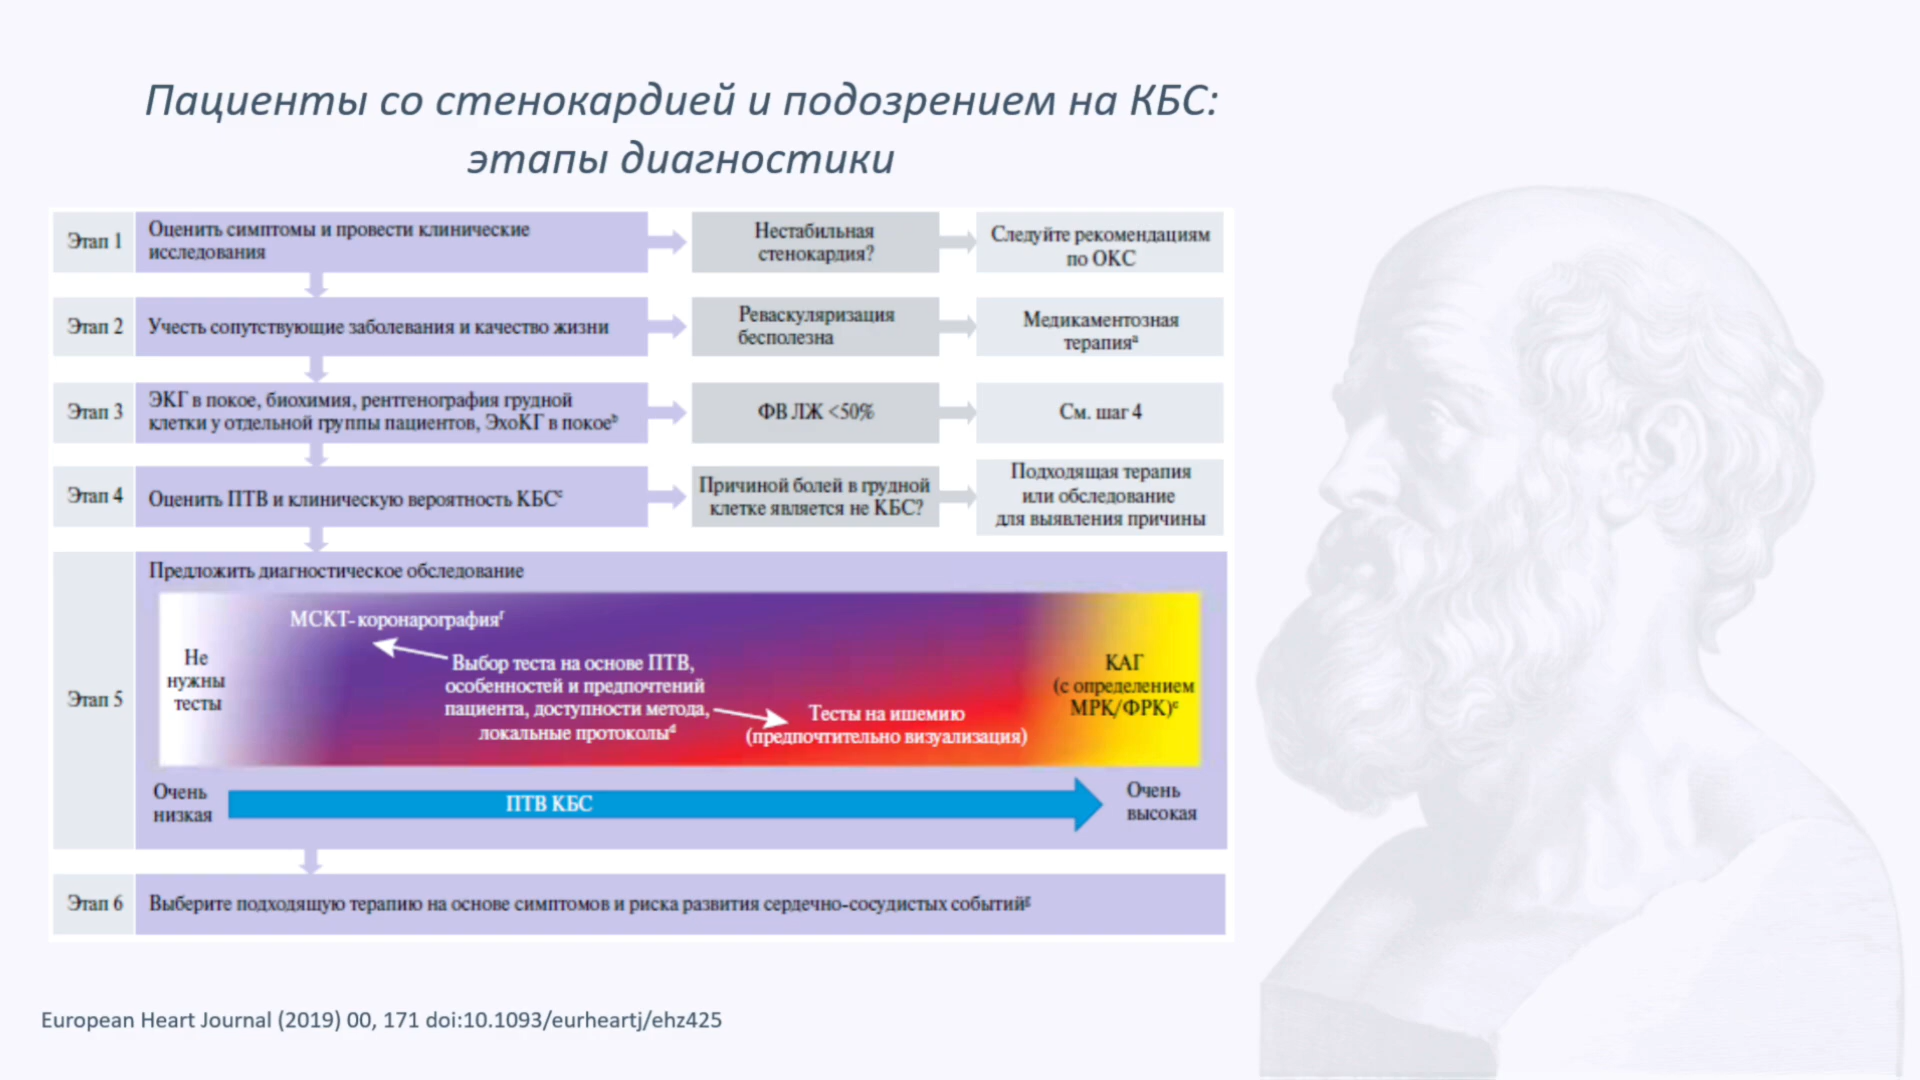 Пациенты со стенокардией и подозрением на КБС:
этапы диагностики
Этап 1
Оценить симптомы и провести клинические
исследования
Нестабильная
стенокардия?
Следуйте рекомендациям
по ОКС
Этап 2
Учесть сопутствующие заболевания и качество жизни
Реваскуляризация
бесполезна
Медикаментозная
терапияᵃ
Этап 3
ЭКГ в покое, биохимия, рентгенография грудной
клетки у отдельной группы пациентов, ЭхоКГ в покоеᵇ
ФВ ЛЖ <50%
См. шаг 4
Этап 4
Оценить ПТВ и клиническую вероятность КБСᶜ
Причиной болей в грудной
клетке является не КБС?
Подходящая терапия
или обследование
для выявления причины
Этап 5
Предложить диагностическое обследование
Не
нужны
тесты
МСКТ-коронарографияᶠ
Выбор теста на основе ПТВ,
особенностей и предпочтений
пациента, доступности метода,
локальные протоколыᵈ
Тесты на ишемию
(предпочтительно визуализация)
КАГ
(с определением
МРК/ФРК)ᵉ
Очень
низкая
ПТВ КБС
Очень
высокая
Этап 6
Выберите подходящую терапию на основе симптомов и риска развития сердечно-сосудистых событийᵍ
European Heart Journal (2019) 00, 171 doi:10.1093/eurheartj/ehz425